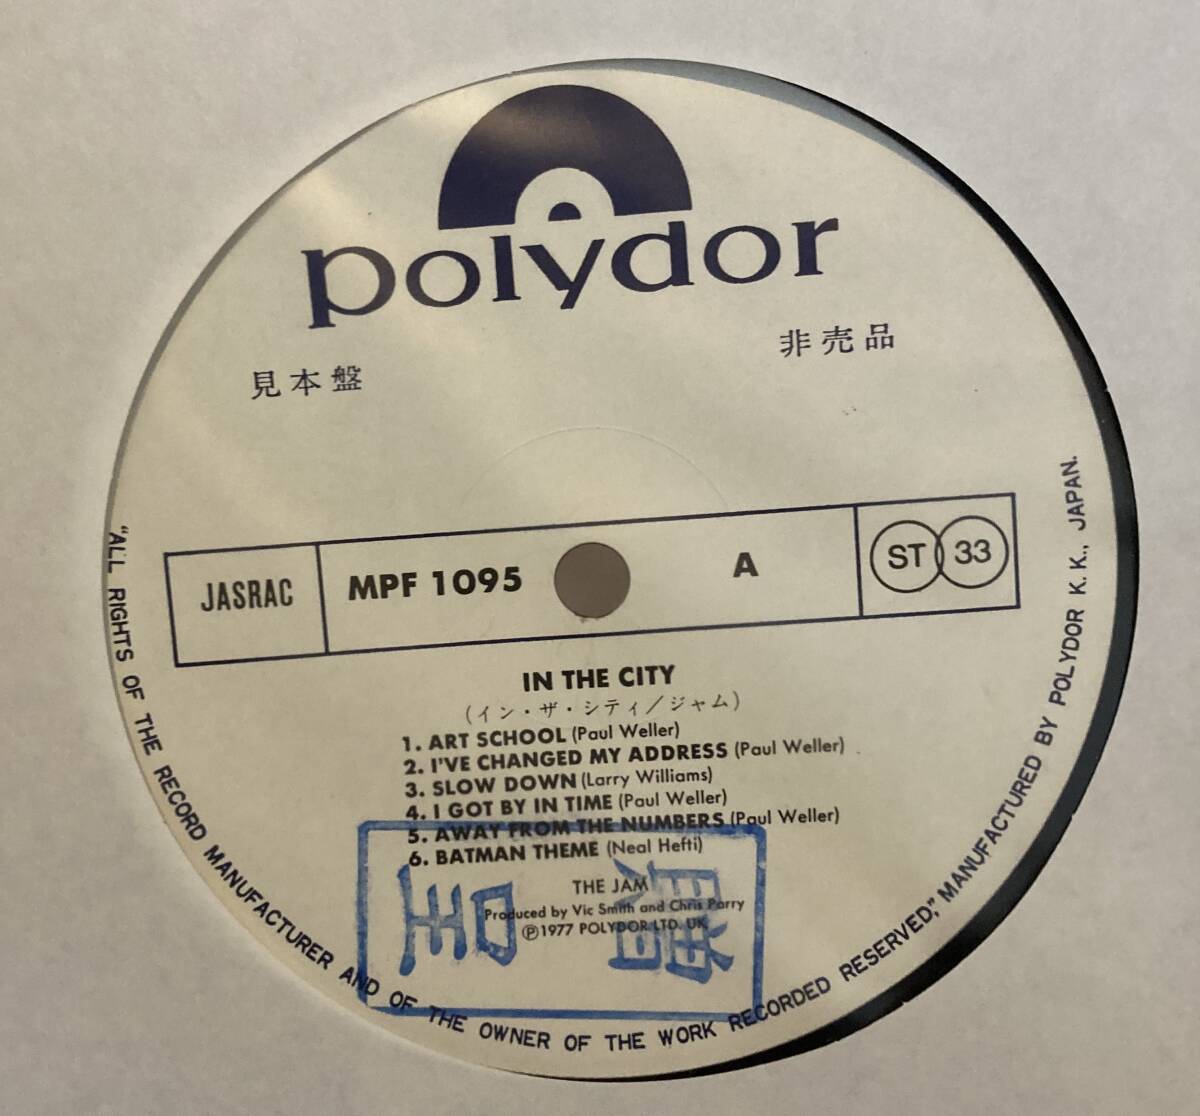 polydor
見本盤
非売品
JASRAC
MPF 1095
A
ST 33
IN THE CITY
(イン・ザ・シティ/ジャム)
1. ART SCHOOL (Paul Weller)
2. I'VE CHANGED MY ADDRESS (Paul Weller)
3. SLOW DOWN (Larry Williams)
4. I GOT BY IN TIME (Paul Weller)
5. AWAY FROM THE NUMBERS (Paul Weller)
6. BATMAN THEME (Neal Hefti)
THE JAM
Produced by Vic Smith and Chris Parry
Ⓟ1977 POLYDOR LTD. UK
"ALL RIGHTS OF THE RECORD MANUFACTURER AND OF THE OWNER OF THE WORK RECORDED RESERVED," MANUFACTURED BY POLYDOR K. K., JAPAN.